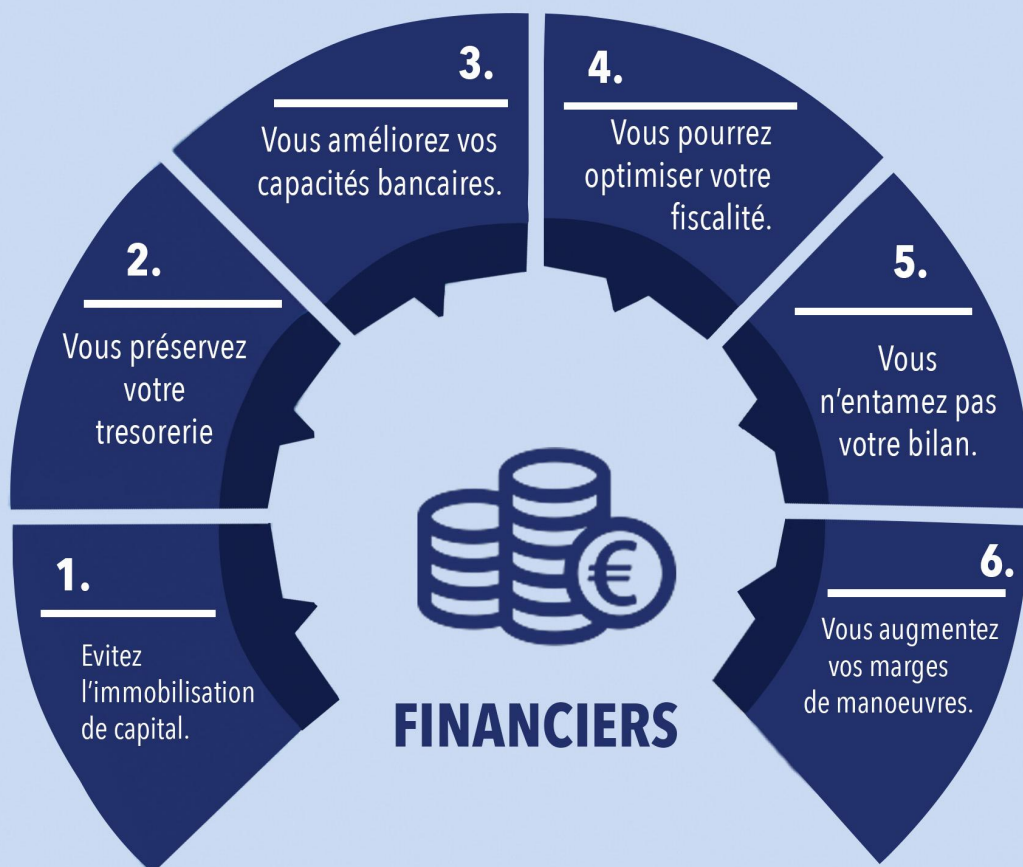 1.
Evitez
l'immobilisation
de capital.
2.
Vous préservez
votre
tresorerie
3.
Vous améliorez vos
capacités bancaires.
4.
Vous pourrez
optimiser votre
fiscalité.
5.
Vous
n'entamez pas
votre bilan.
6.
Vous augmentez
vos marges
de manoeuvres.
€
FINANCIERS